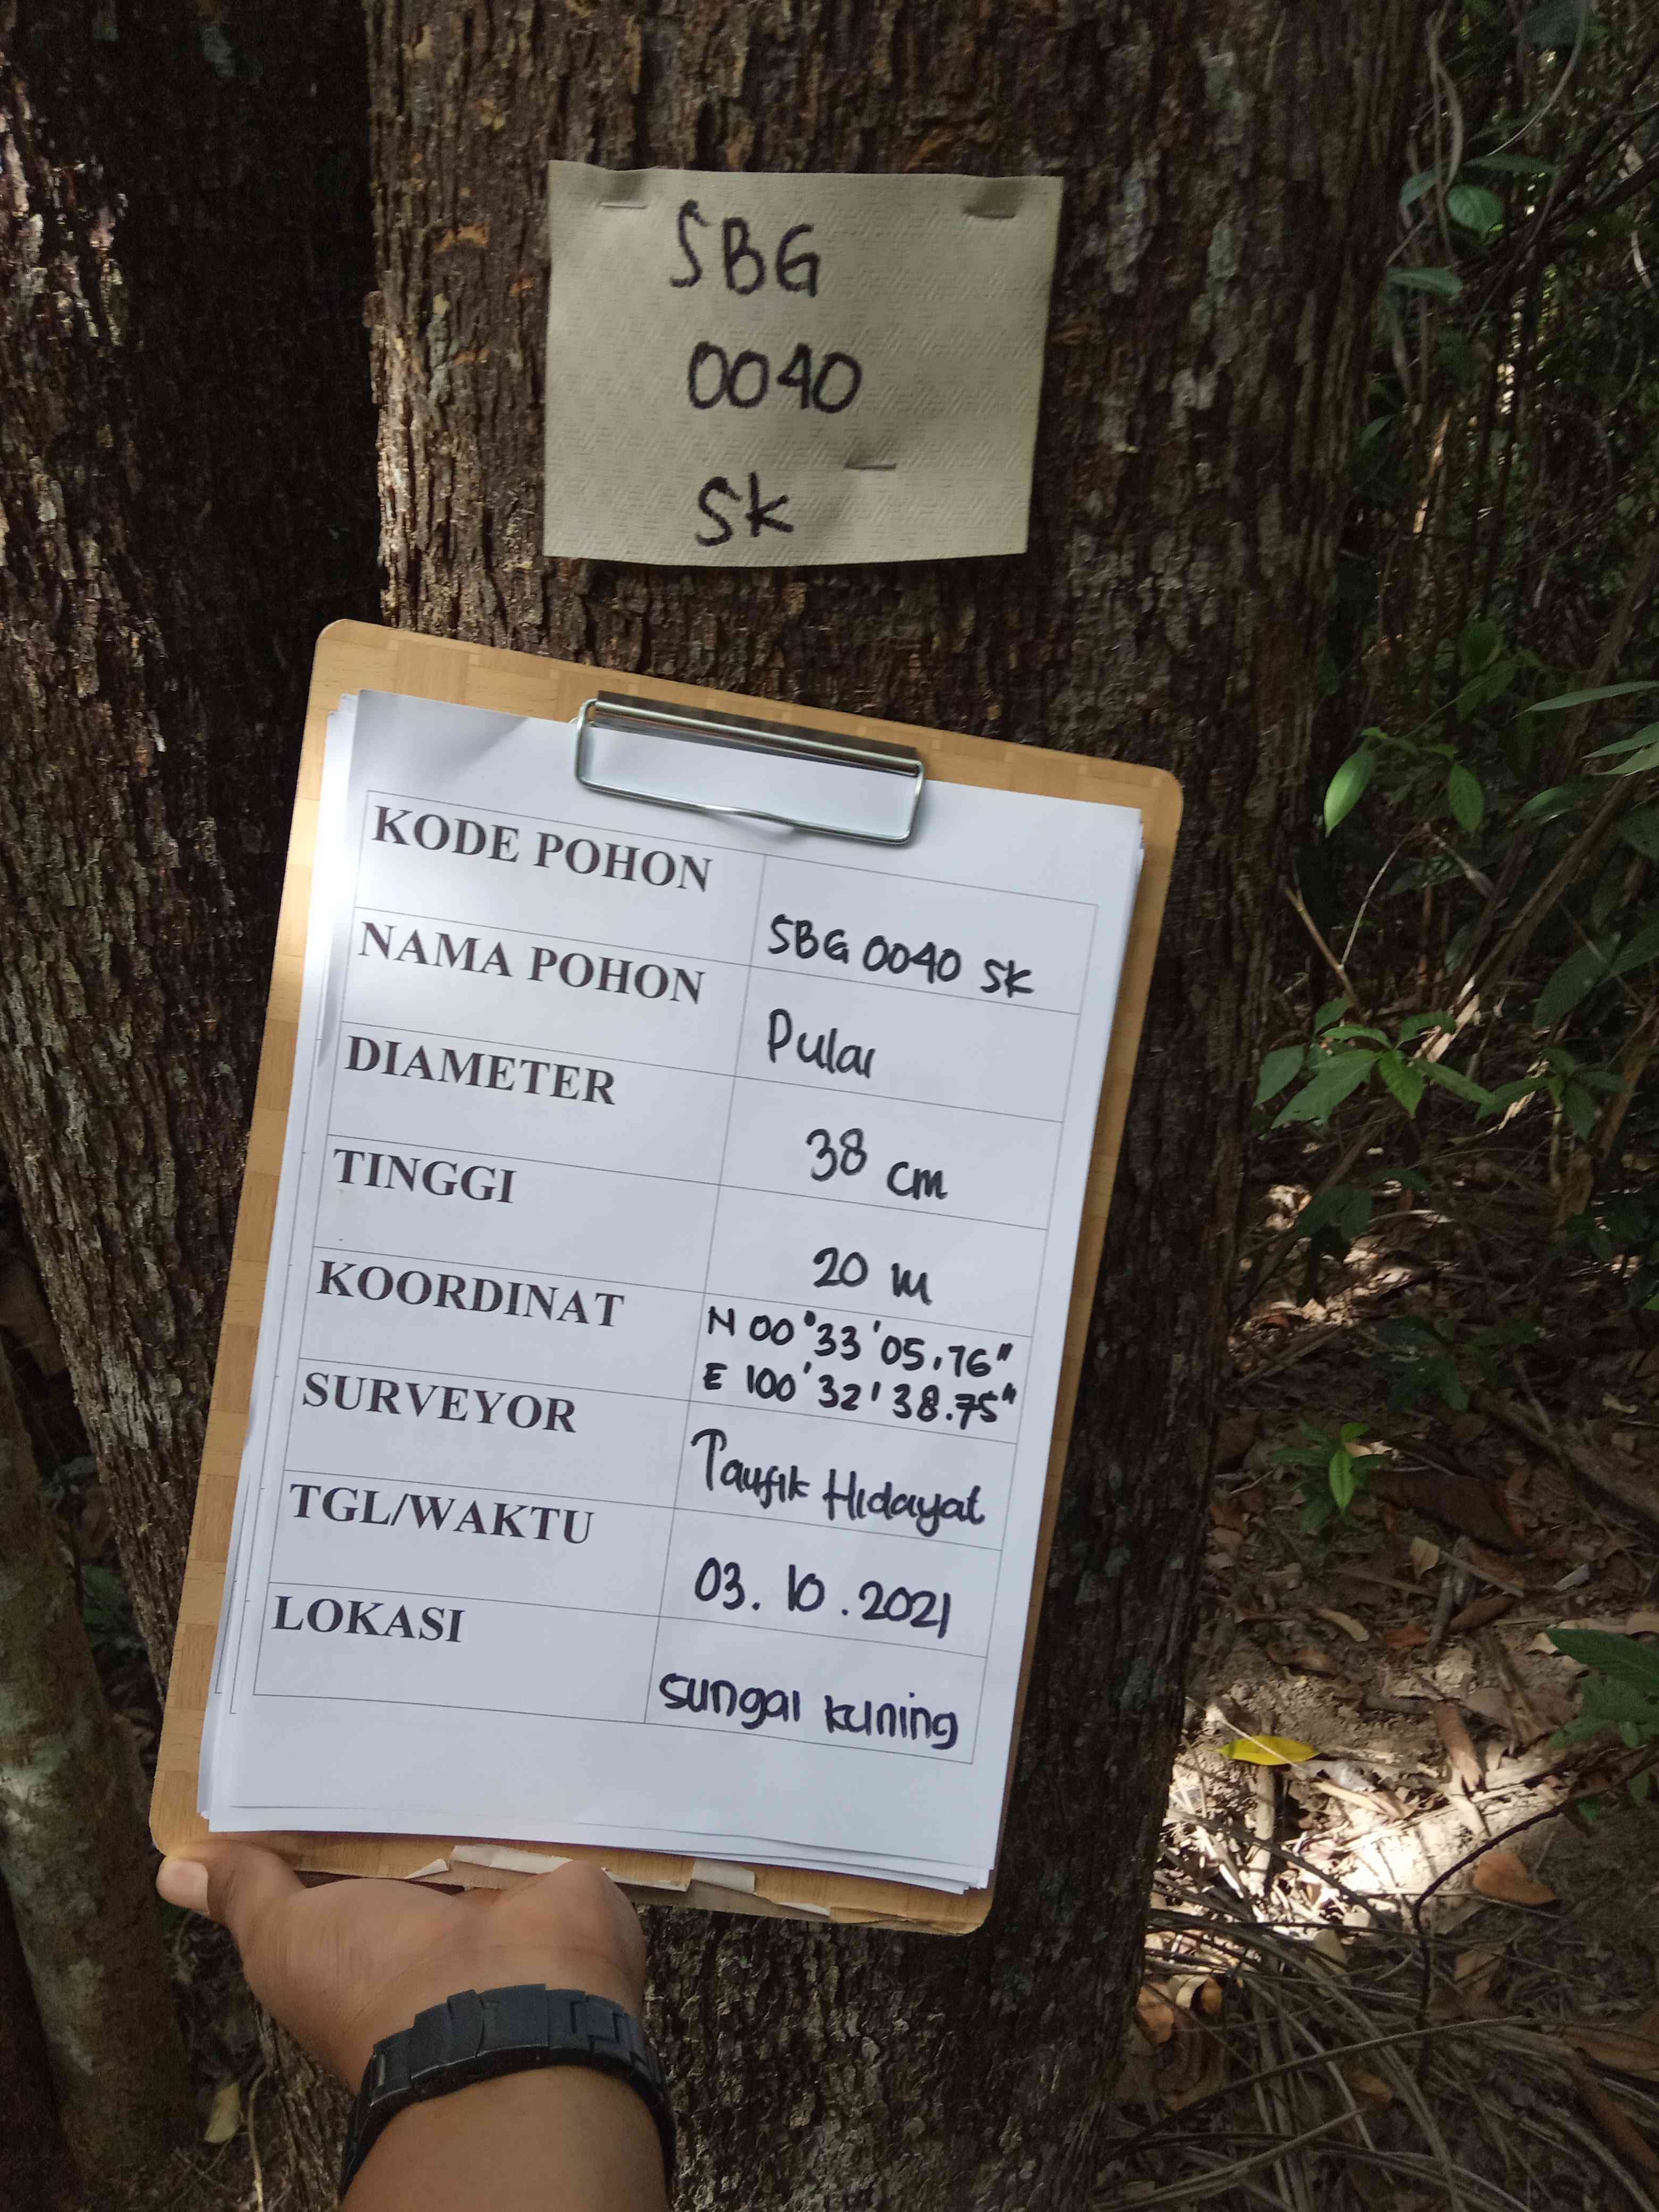 SBG
0040
SK
KODE POHON
SBG 0040 SK
NAMA POHON
Pulai
DIAMETER
38 cm
TINGGI
20 m
KOORDINAT
N 00°33'05.76"
E 100'32'38.75"
SURVEYOR
Taufik Hidayat
TGL/WAKTU
03.10.2021
LOKASI
sungai kuning